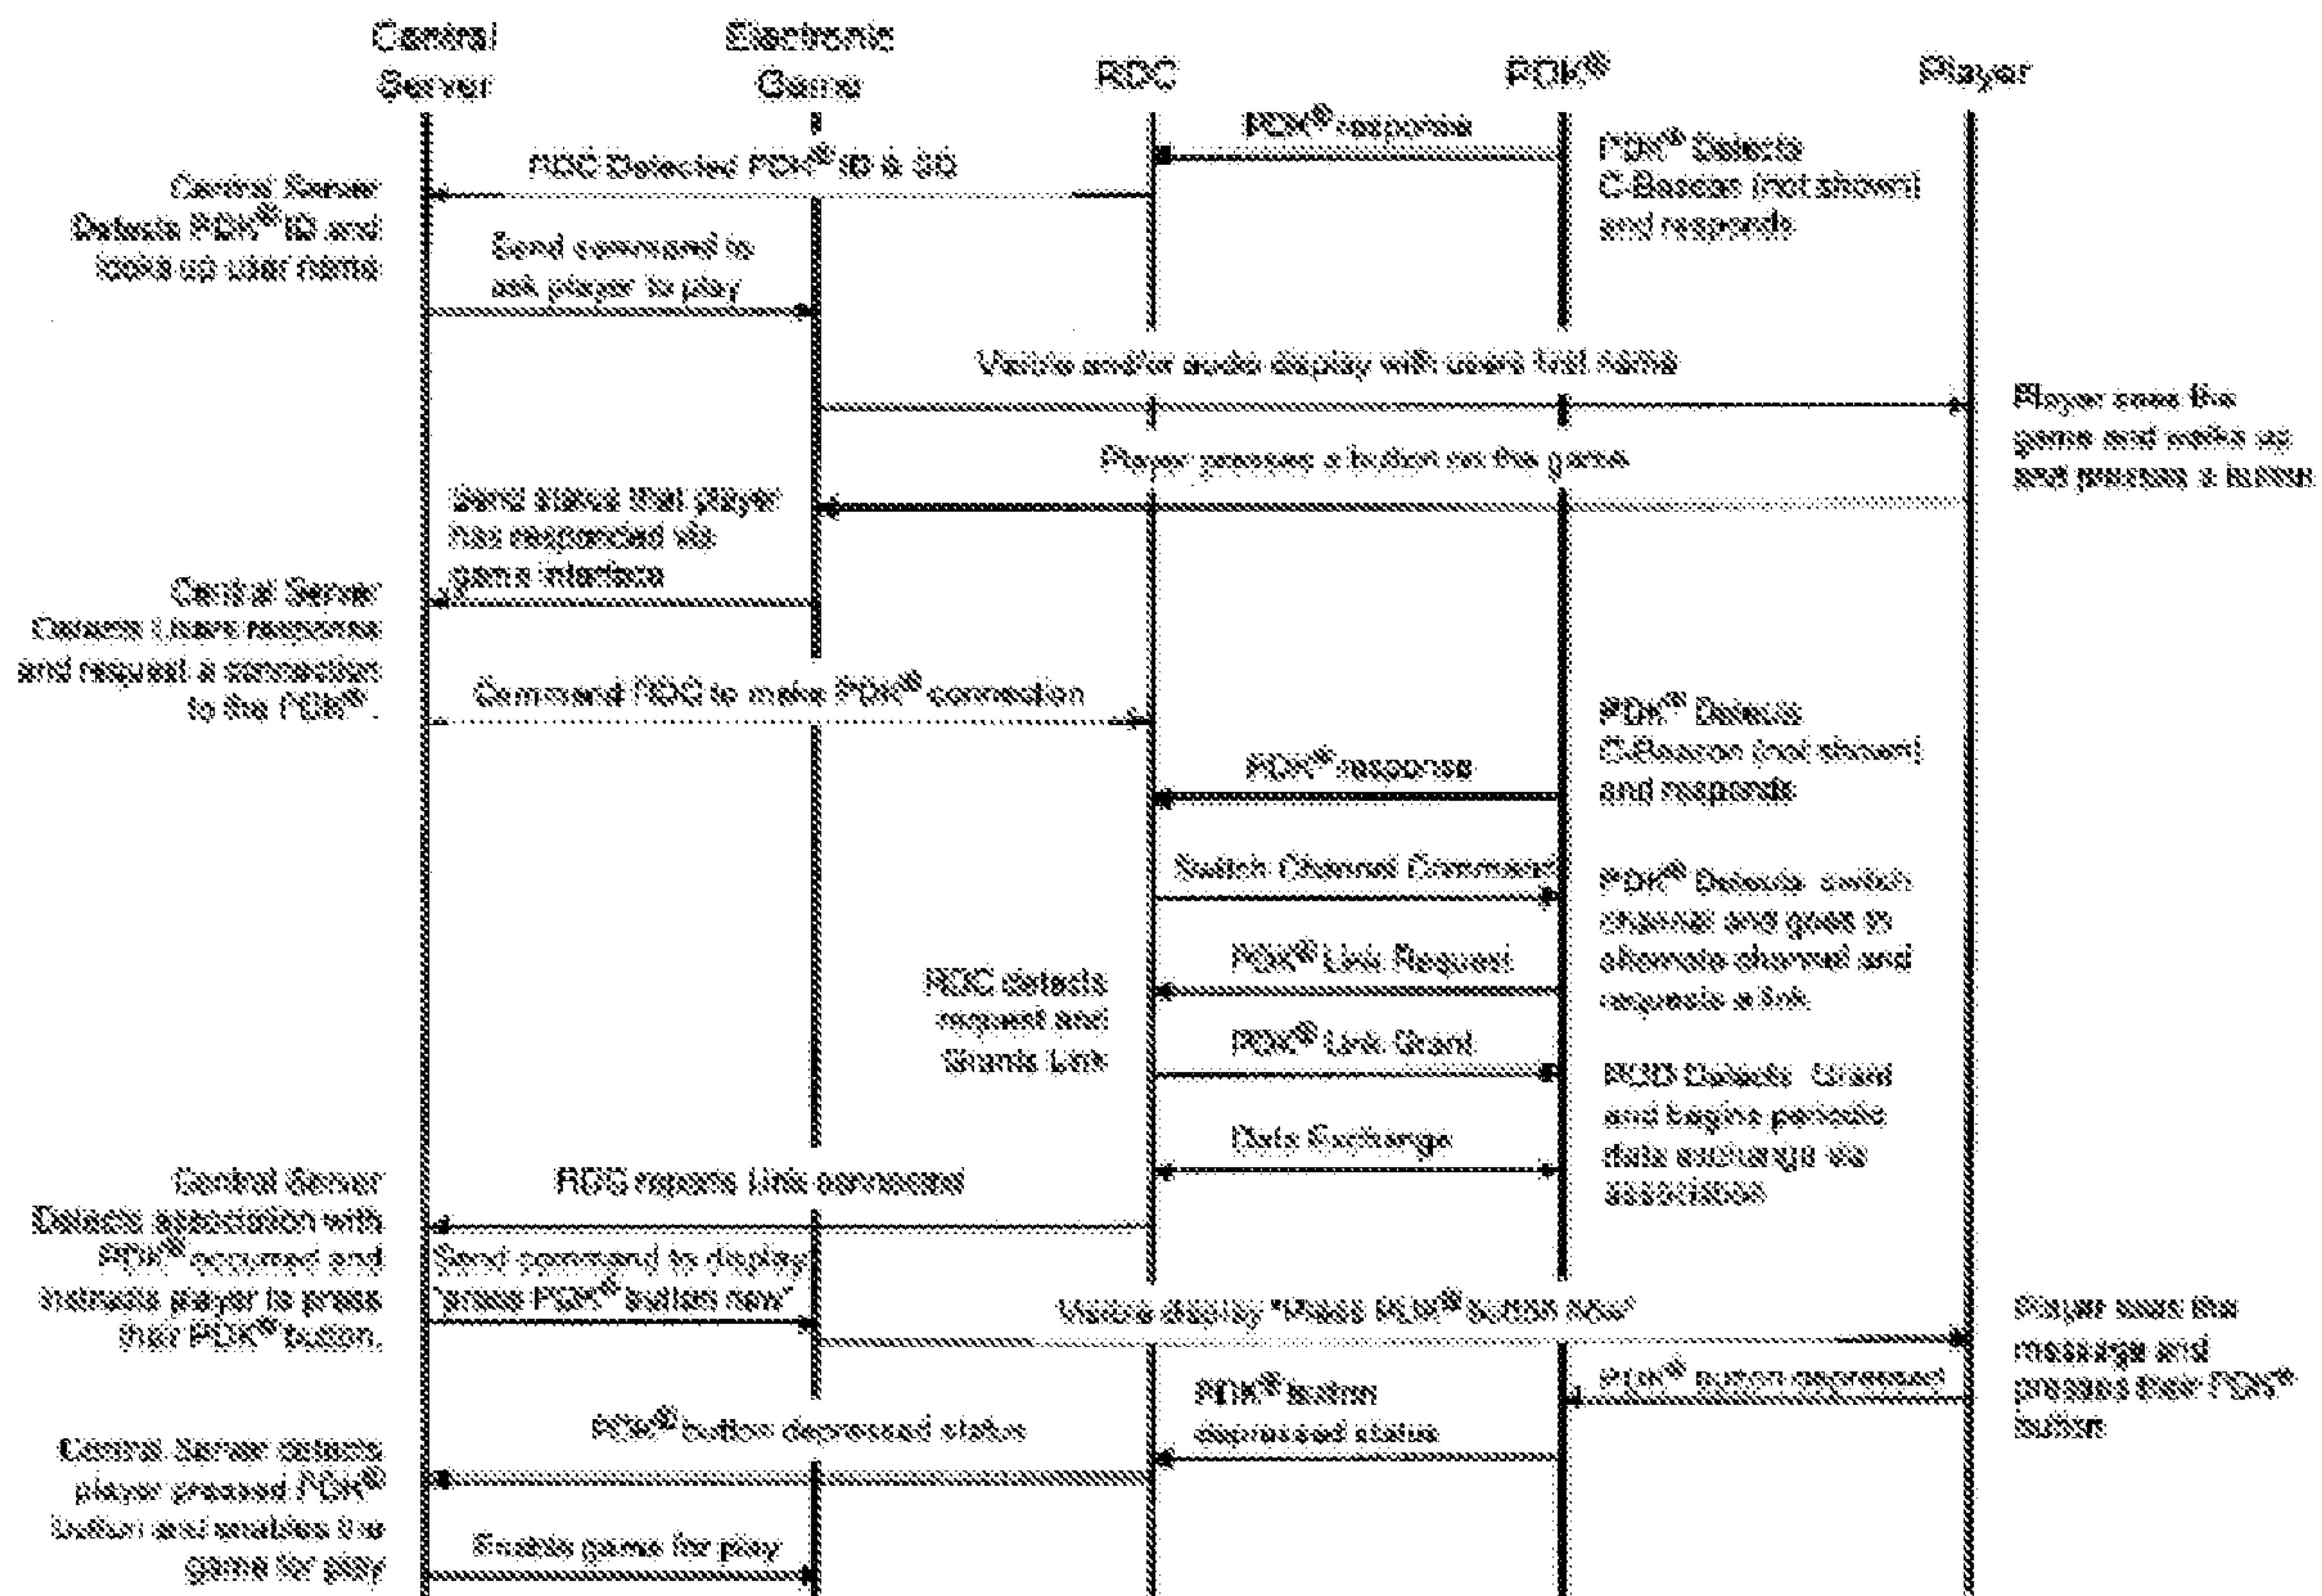 Central
Server
Electronic
Game
RDC
PDK®
Player
PDK® response
PDK® Detects
C-Beacon (not shown)
and responds
RDC Detected PDK® ID & SQ
Central Server
Detects PDK® ID and
looks up user name
Send command to
ask player to play
Visible and/or audio display with users first name
Player sees the
game and walks up
and presses a button
Player presses a button on the game
Send status that player
has responded via
game interface
Central Server
Detects Users response
and request a connection
to the PDK®.
Command RDC to make PDK® connection
PDK® Detects
C-Beacon (not shown)
and responds
PDK® response
Switch Channel Command
PDK® Detects switch
channel and goes to
alternate channel and
requests a link
PDK® Link Request
RDC detects
request and
Grants Link
PDK® Link Grant
Detects Grant
and begins periodic
data exchange via
association
Data Exchange
RDC reports Link connected
Central Server
Detects association with
PDK® occurred and
instructs player to press
their PDK® button.
Send command to display
"press PDK® button now"
Visible display "Press PDK® button now"
Player sees the
message and
presses their PDK®
button
PDK® button depressed
PDK® button
depressed status
PDK® button depressed status
Central Server detects
player pressed PDK®
button and enables the
game for play
Enable game for play